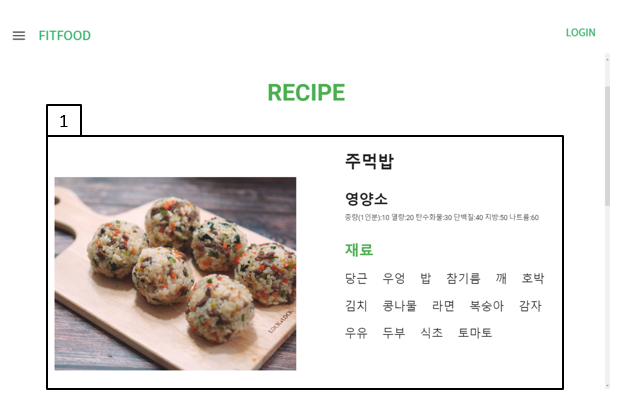 FITFOOD
LOGIN
RECIPE
1
주먹밥
영양소
중량(1인분):10 열량:20 탄수화물:30 단백질:40 지방:50 나트륨:60
재료
당근 우엉 밥 참기름 깨 호박
김치 콩나물 라면 복숭아 감자
우유 두부 식초 토마토
LOCK&LOCK